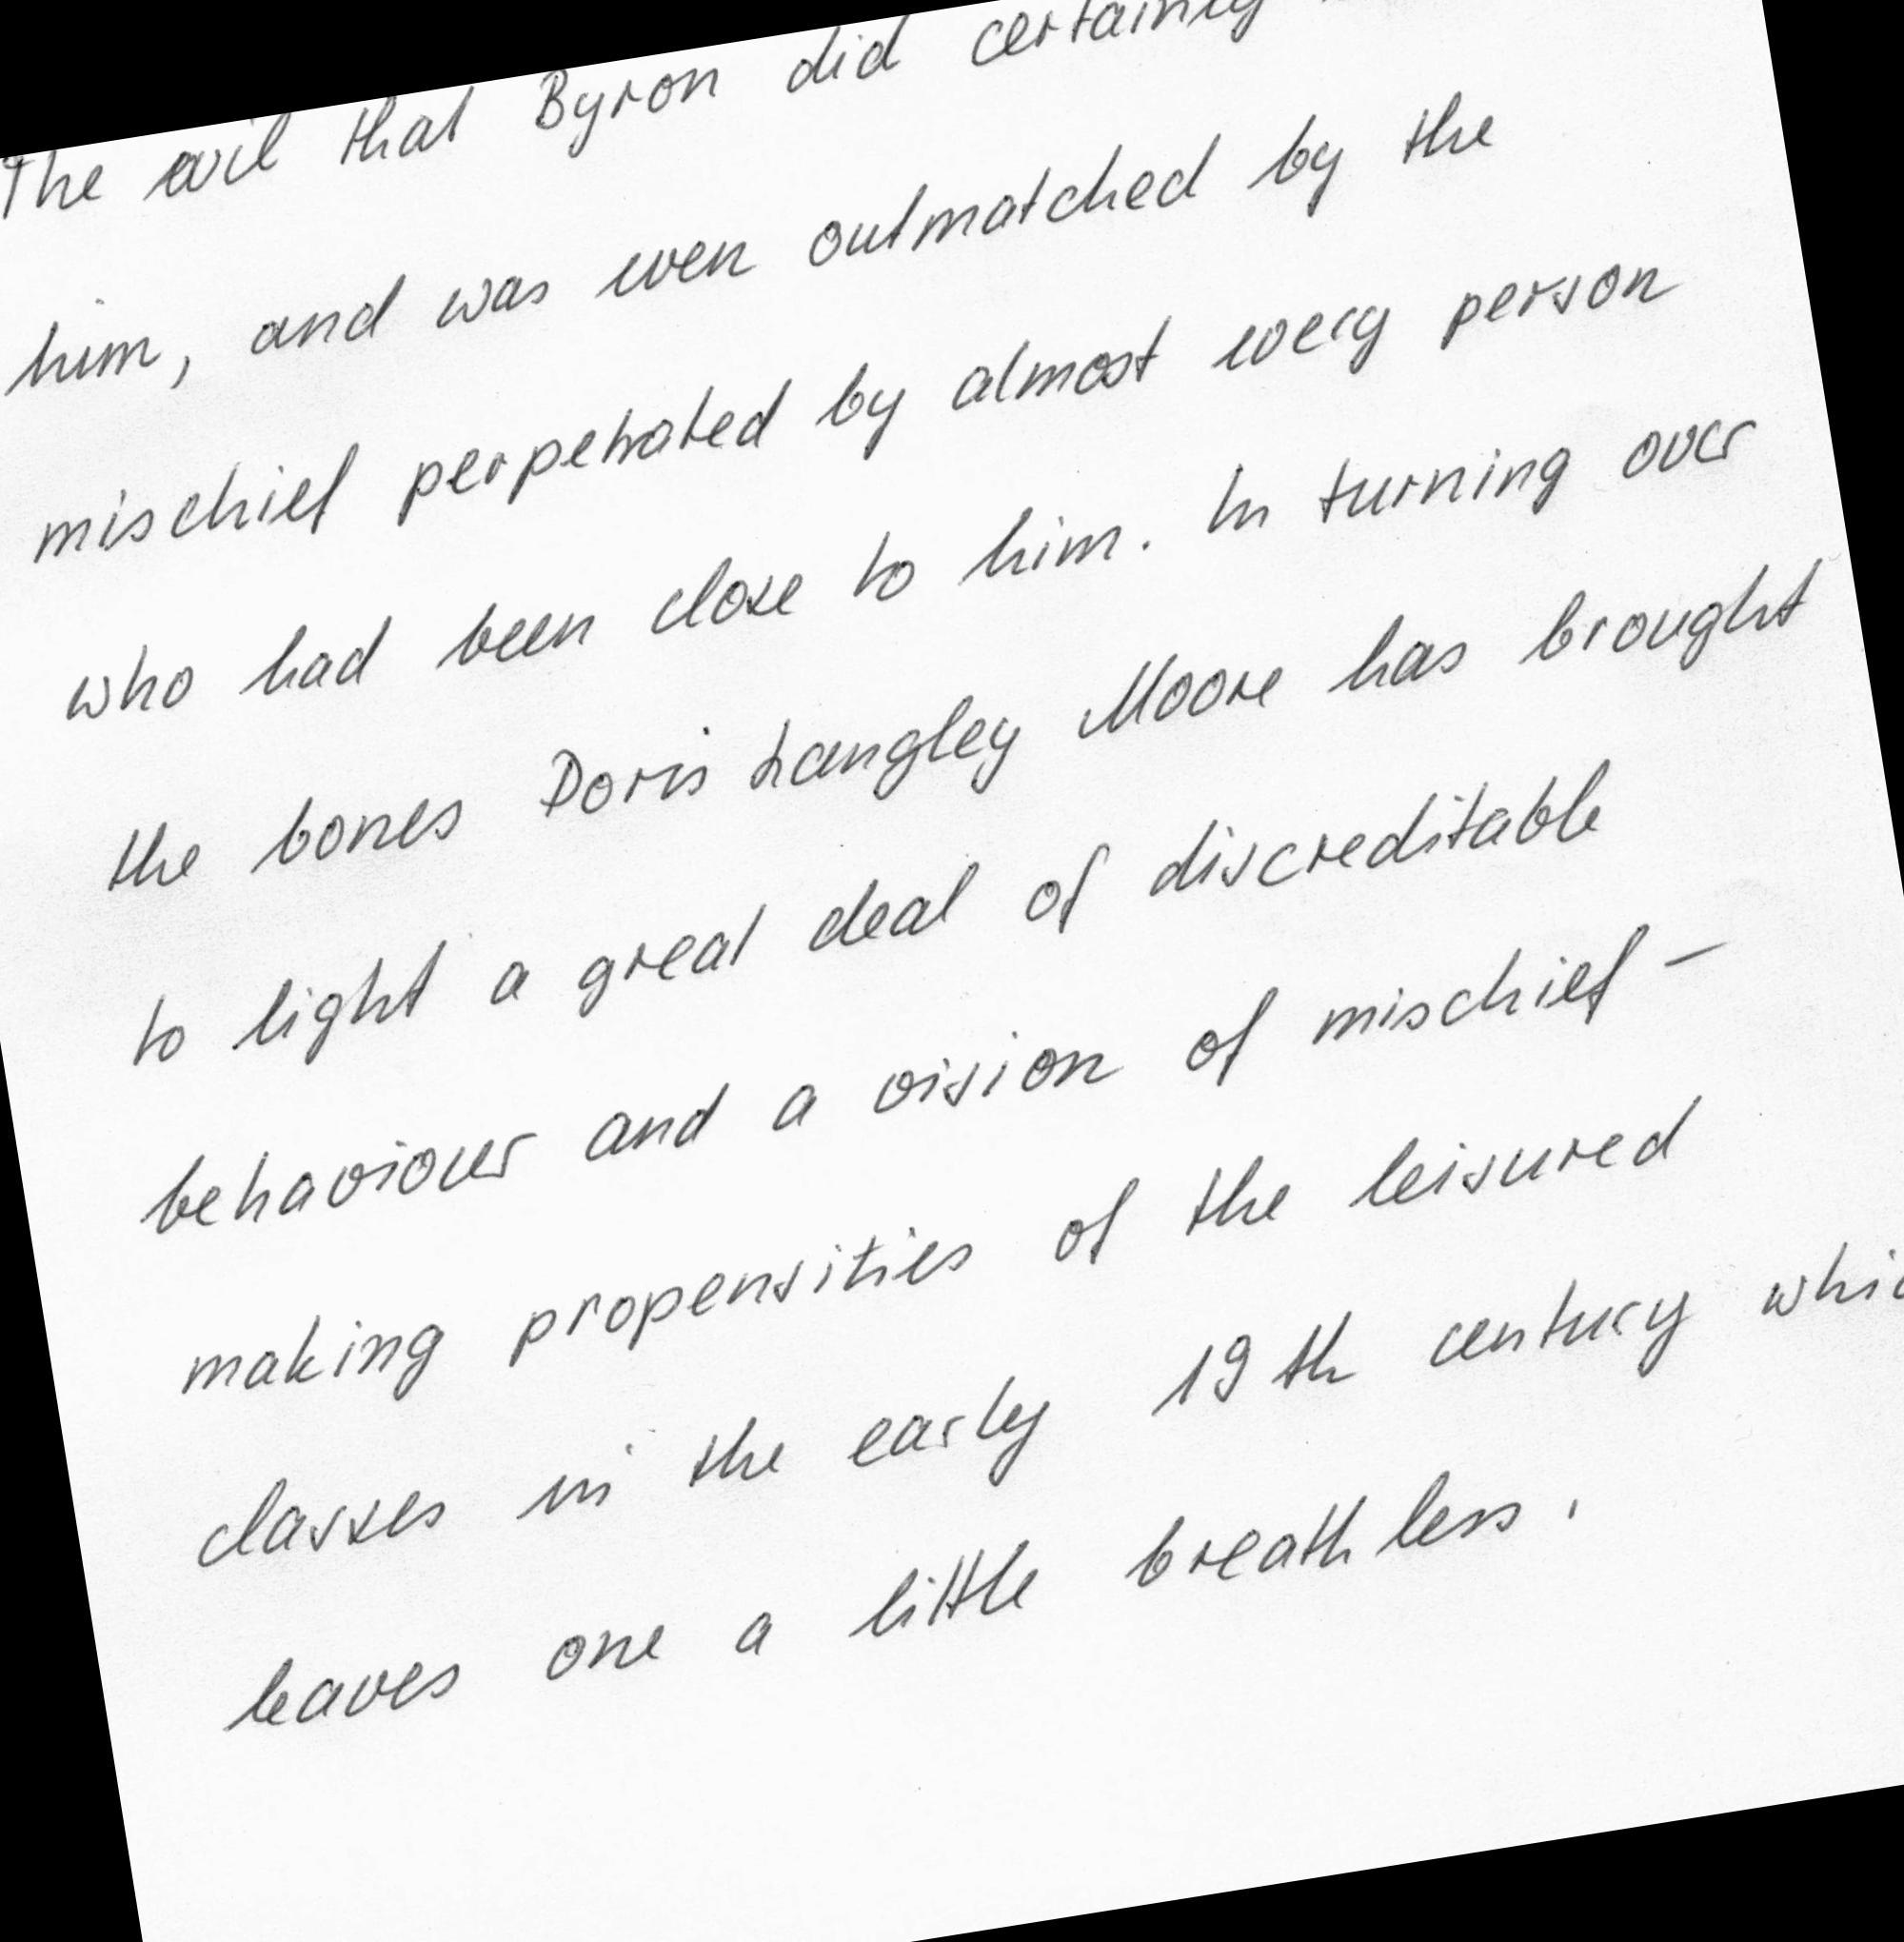 The evil that Byron did certainly
him, and was even outmatched by the
mischief perpetrated by almost every person
who had been close to him. In turning over
the bones Doris Langley Moore has brought
to light a great deal of discreditable
behaviour and a vision of mischief -
making propensities of the leisured
classes in the early 19th century
leaves one a little breathless.